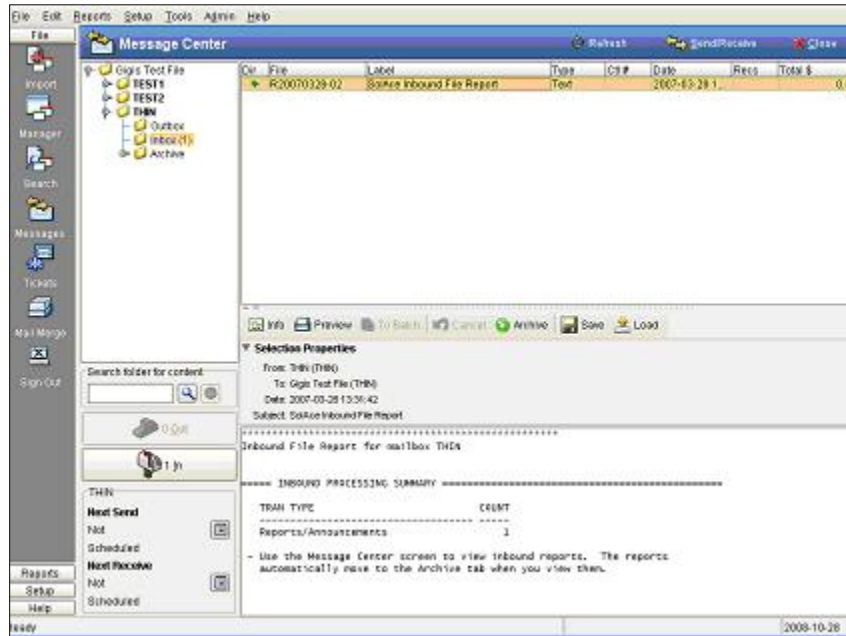 File Edit Reports Setup Tools Admin Help
File
Message Center
Refresh
Send/Receive
Close
Import
Manager
Search
Messages
Tickets
Mail Merge
Sign Out
Reports
Setup
Help
Gigis Test File
TEST1
TEST2
THIN
Outbox
Inbox (1)
Archive
Dir File Label Type Ctl # Date Recs Total $
R20070328-02 SolAce Inbound File Report Text 2007-03-28 1... 0.
Info Preview To Batch Cancel Archive Save Load
Selection Properties
From: THIN (THIN)
To: Gigis Test File (THIN)
Date: 2007-03-28 13:31:42
Subject: SolAce Inbound File Report
Search folder for content
0 Out
1 In
THIN
Next Send
Not
Scheduled
Next Receive
Not
Scheduled
********************************************************
Inbound File Report for mailbox THIN
===== INBOUND PROCESSING SUMMARY =====
TRAN TYPE COUNT
Reports/Announcements 1
- Use the Message Center screen to view inbound reports. The reports
automatically move to the Archive tab when you view them.
Ready
2008-10-28